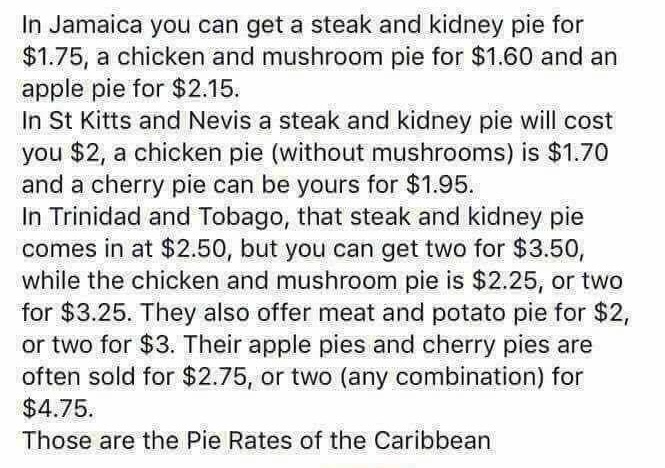 In Jamaica you can get a steak and kidney pie for
$1.75, a chicken and mushroom pie for $1.60 and an
apple pie for $2.15.
In St Kitts and Nevis a steak and kidney pie will cost
you $2, a chicken pie (without mushrooms) is $1.70
and a cherry pie can be yours for $1.95.
In Trinidad and Tobago, that steak and kidney pie
comes in at $2.50, but you can get two for $3.50,
while the chicken and mushroom pie is $2.25, or two
for $3.25. They also offer meat and potato pie for $2,
or two for $3. Their apple pies and cherry pies are
often sold for $2.75, or two (any combination) for
$4.75.
Those are the Pie Rates of the Caribbean